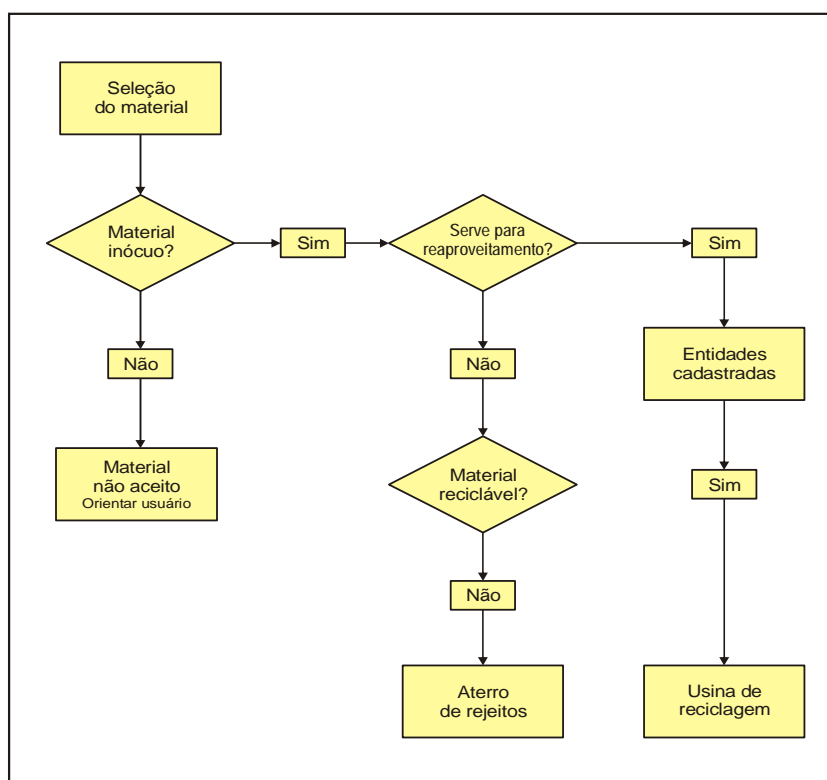 Seleção
do material
Material
inócuo?
Sim
Serve para
reaproveitamento?
Sim
Não
Não
Entidades
cadastradas
Material
não aceito
Orientar usuário
Material
reciclável?
Sim
Não
Aterro
de rejeitos
Usina de
reciclagem